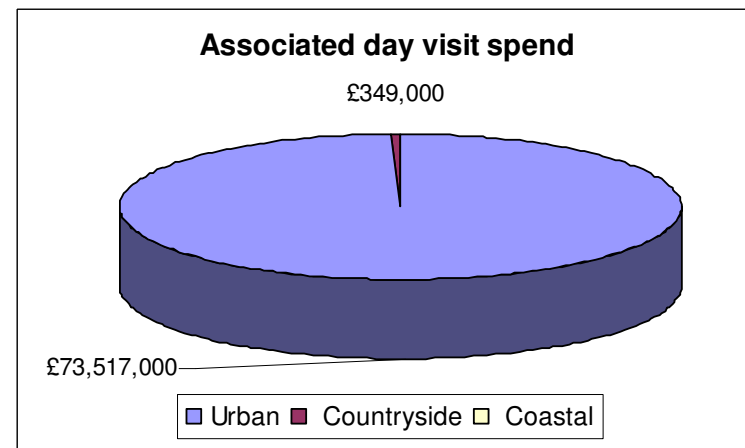 Associated day visit spend
£349,000
£73,517,000
Urban Countryside Coastal